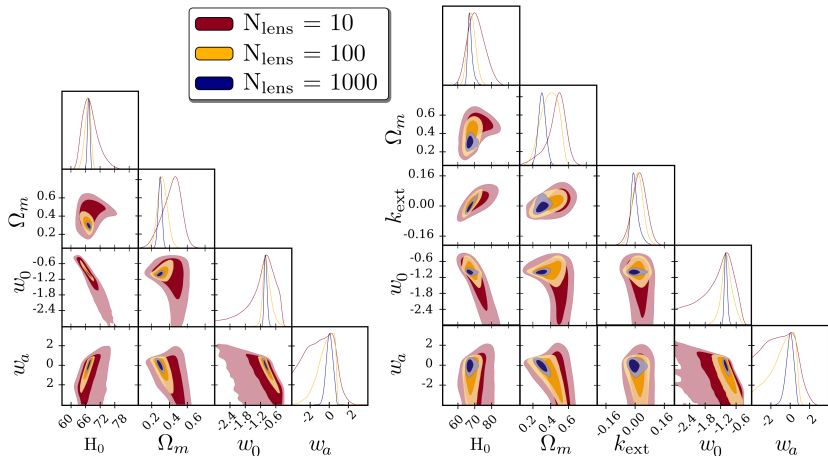 N_lens = 10
N_lens = 100
N_lens = 1000
Ω_m
0.6
0.4
0.2
w_0
-0.6
-1.2
-1.8
-2.4
w_a
2
0
2
60
66
72
78
H_0
0.2
0.4
0.6
Ω_m
-2.4
-1.8
-1.2
-0.6
w_0
-2
0
2
w_a
Ω_m
0.6
0.4
0.2
k_ext
0.16
0.00
-0.16
w_0
-0.6
-1.2
-1.8
-2.4
w_a
2
0
-2
60
70
80
H_0
0.2
0.4
0.6
Ω_m
-0.16
0.00
0.16
k_ext
-2.4
-1.8
-1.2
-0.6
w_0
-2
0
2
w_a